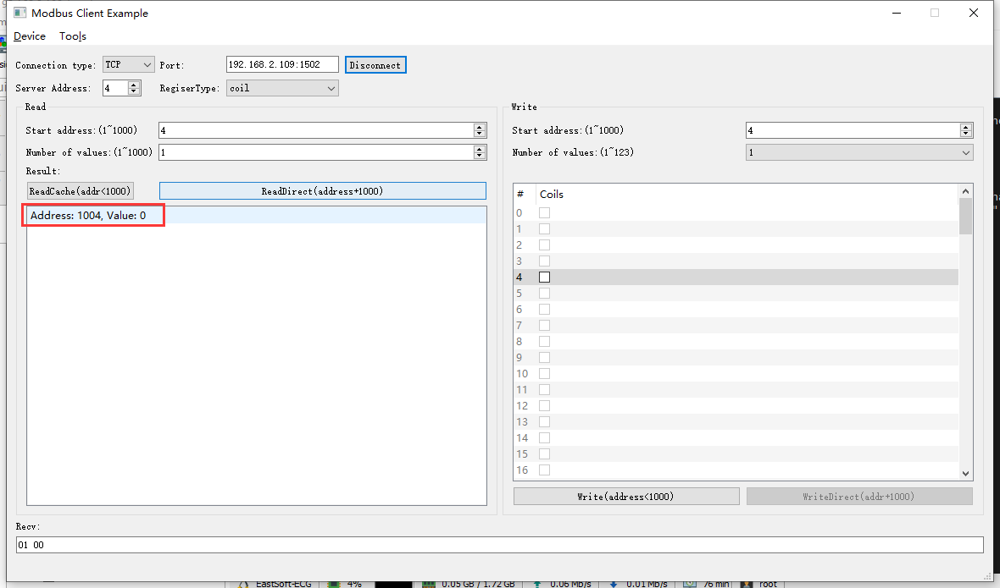 Modbus Client Example
Device Tools
Connection type: TCP Port: 192.168.2.109:1502 Disconnect
Server Address: 4 RegiserType: coil
Read
Start address:(1~1000) 4
Number of values:(1~1000) 1
Result:
ReadCache(addr<1000) ReadDirect(address+1000)
Address: 1004, Value: 0
Write
Start address:(1~1000) 4
Number of values:(1~123) 1
# Coils
0
1
2
3
4
5
6
7
8
9
10
11
12
13
14
15
16
Write(address<1000) WriteDirect(addr+1000)
Recv:
01 00
EastSoft-ECG 4% 0.05 GB / 1.72 GB 0.06 Mb/s 0.01 Mb/s 76 min root